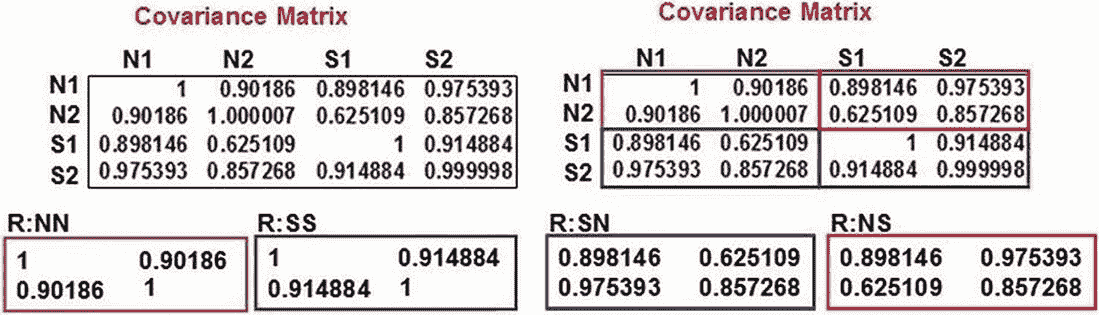 Covariance Matrix
N1 N2 S1 S2
N1 1 0.90186 0.898146 0.975393
N2 0.90186 1.000007 0.625109 0.857268
S1 0.898146 0.625109 1 0.914884
S2 0.975393 0.857268 0.914884 0.999998
R:NN
1 0.90186
0.90186 1
R:SS
1 0.914884
0.914884 1
Covariance Matrix
N1 N2 S1 S2
N1 1 0.90186 0.898146 0.975393
N2 0.90186 1.000007 0.625109 0.857268
S1 0.898146 0.625109 1 0.914884
S2 0.975393 0.857268 0.914884 0.999998
R:SN
0.898146 0.625109
0.975393 0.857268
R:NS
0.898146 0.975393
0.625109 0.857268